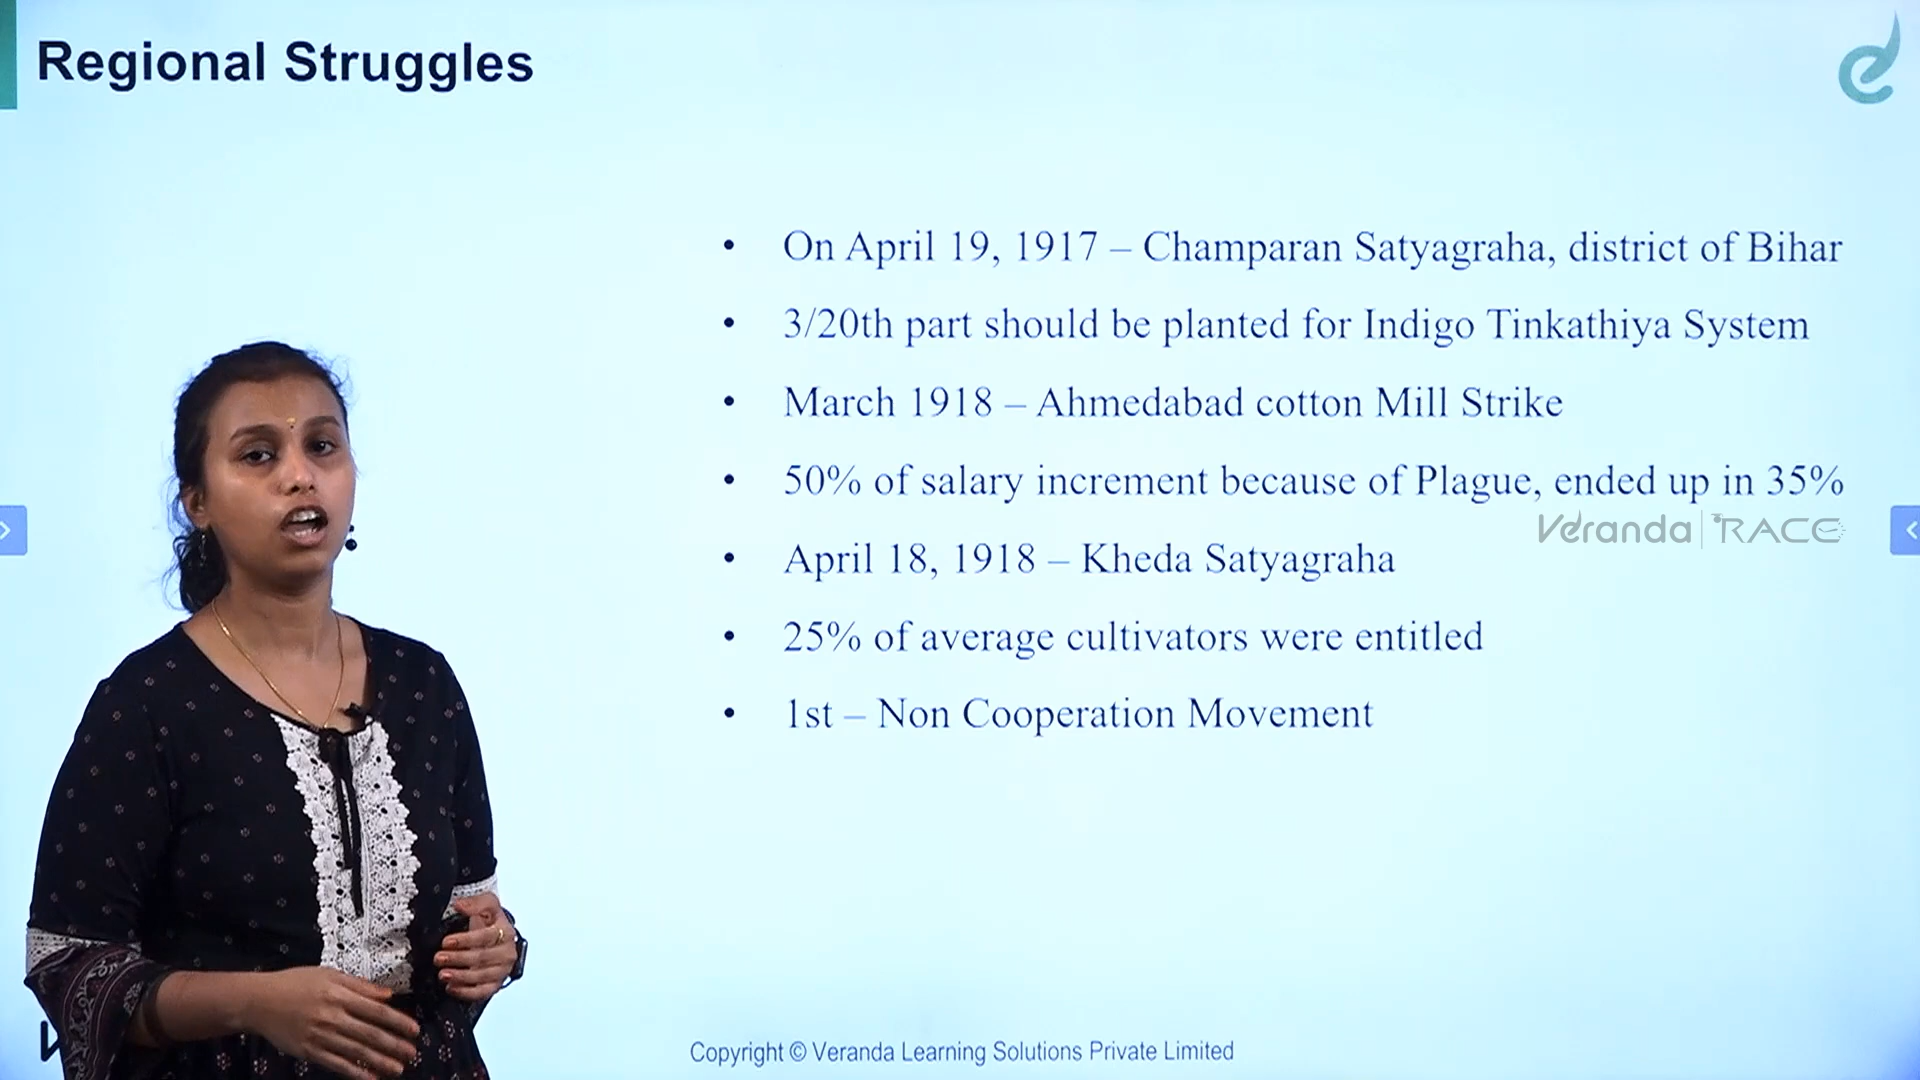 Regional Struggles
• On April 19, 1917 – Champaran Satyagraha, district of Bihar
• 3/20th part should be planted for Indigo Tinkathiya System
• March 1918 – Ahmedabad cotton Mill Strike
• 50% of salary increment because of Plague, ended up in 35%
Veranda RACE
• April 18, 1918 – Kheda Satyagraha
• 25% of average cultivators were entitled
• 1st – Non Cooperation Movement
Copyright © Veranda Learning Solutions Private Limited